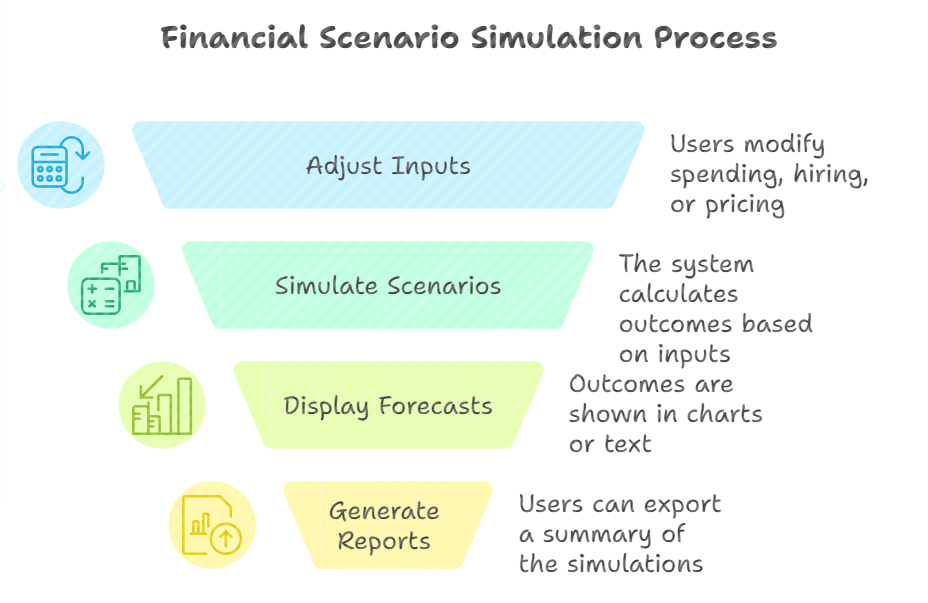 Financial Scenario Simulation Process
Adjust Inputs
Users modify
spending, hiring,
or pricing
Simulate Scenarios
The system
calculates
outcomes based
on inputs
Display Forecasts
Outcomes are
shown in charts
or text
Generate
Reports
Users can export
a summary of
the simulations